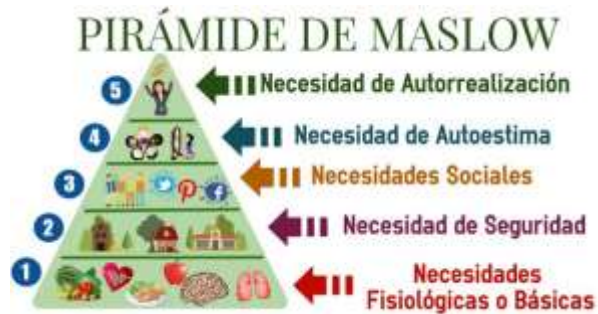 PIRÁMIDE DE MASLOW
5
Necesidad de Autorrealización
4
Necesidad de Autoestima
3
Necesidades Sociales
2
Necesidad de Seguridad
1
Necesidades
Fisiológicas o Básicas